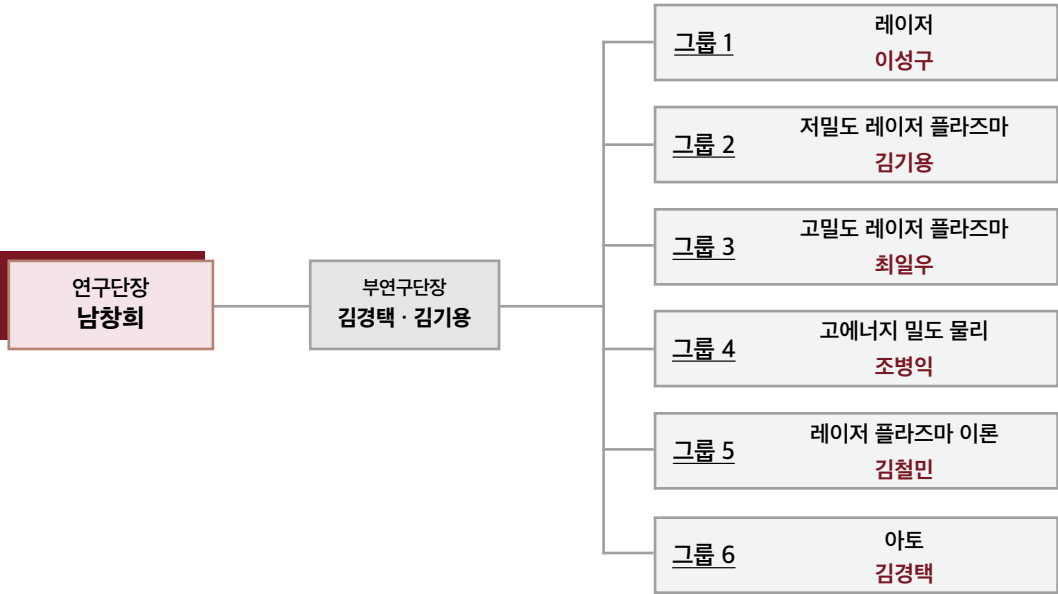 연구단장
남창희
부연구단장
김경택 · 김기용
그룹 1
레이저
이성구
그룹 2
저밀도 레이저 플라즈마
김기용
그룹 3
고밀도 레이저 플라즈마
최일우
그룹 4
고에너지 밀도 물리
조병익
그룹 5
레이저 플라즈마 이론
김철민
그룹 6
아토
김경택